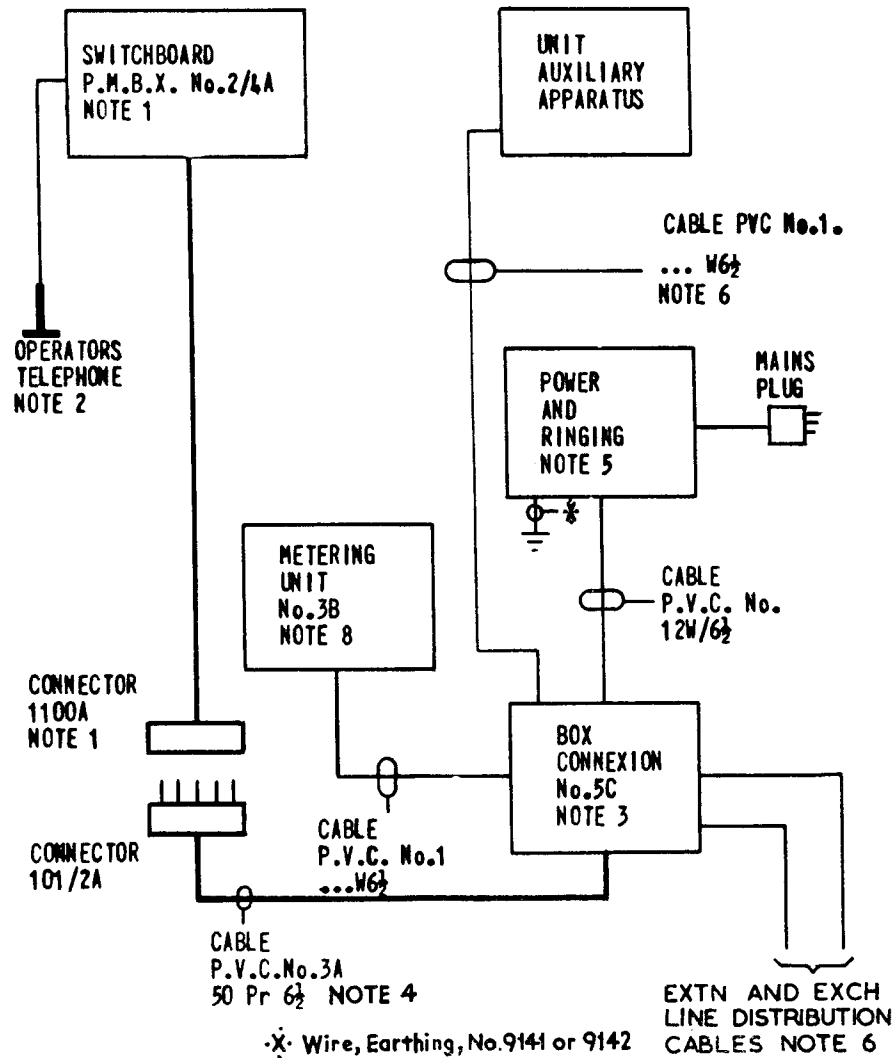 SWITCHBOARD
P.M.B.X. No.2/4A
NOTE 1
UNIT
AUXILIARY
APPARATUS
CABLE PVC No.1.
... W6½
NOTE 6
OPERATORS
TELEPHONE
NOTE 2
POWER
AND
RINGING
NOTE 5
MAINS
PLUG
METERING
UNIT
No.3B
NOTE 8
CABLE
P.V.C. No.
12W/6½
CONNECTOR
1100A
NOTE 1
BOX
CONNEXION
No.5C
NOTE 3
CONNECTOR
101/2A
CABLE
P.V.C. No.1
...W6½
CABLE
P.V.C.No.3A
50 Pr 6½ NOTE 4
EXTN AND EXCH
LINE DISTRIBUTION
CABLES NOTE 6
* Wire, Earthing, No.9141 or 9142